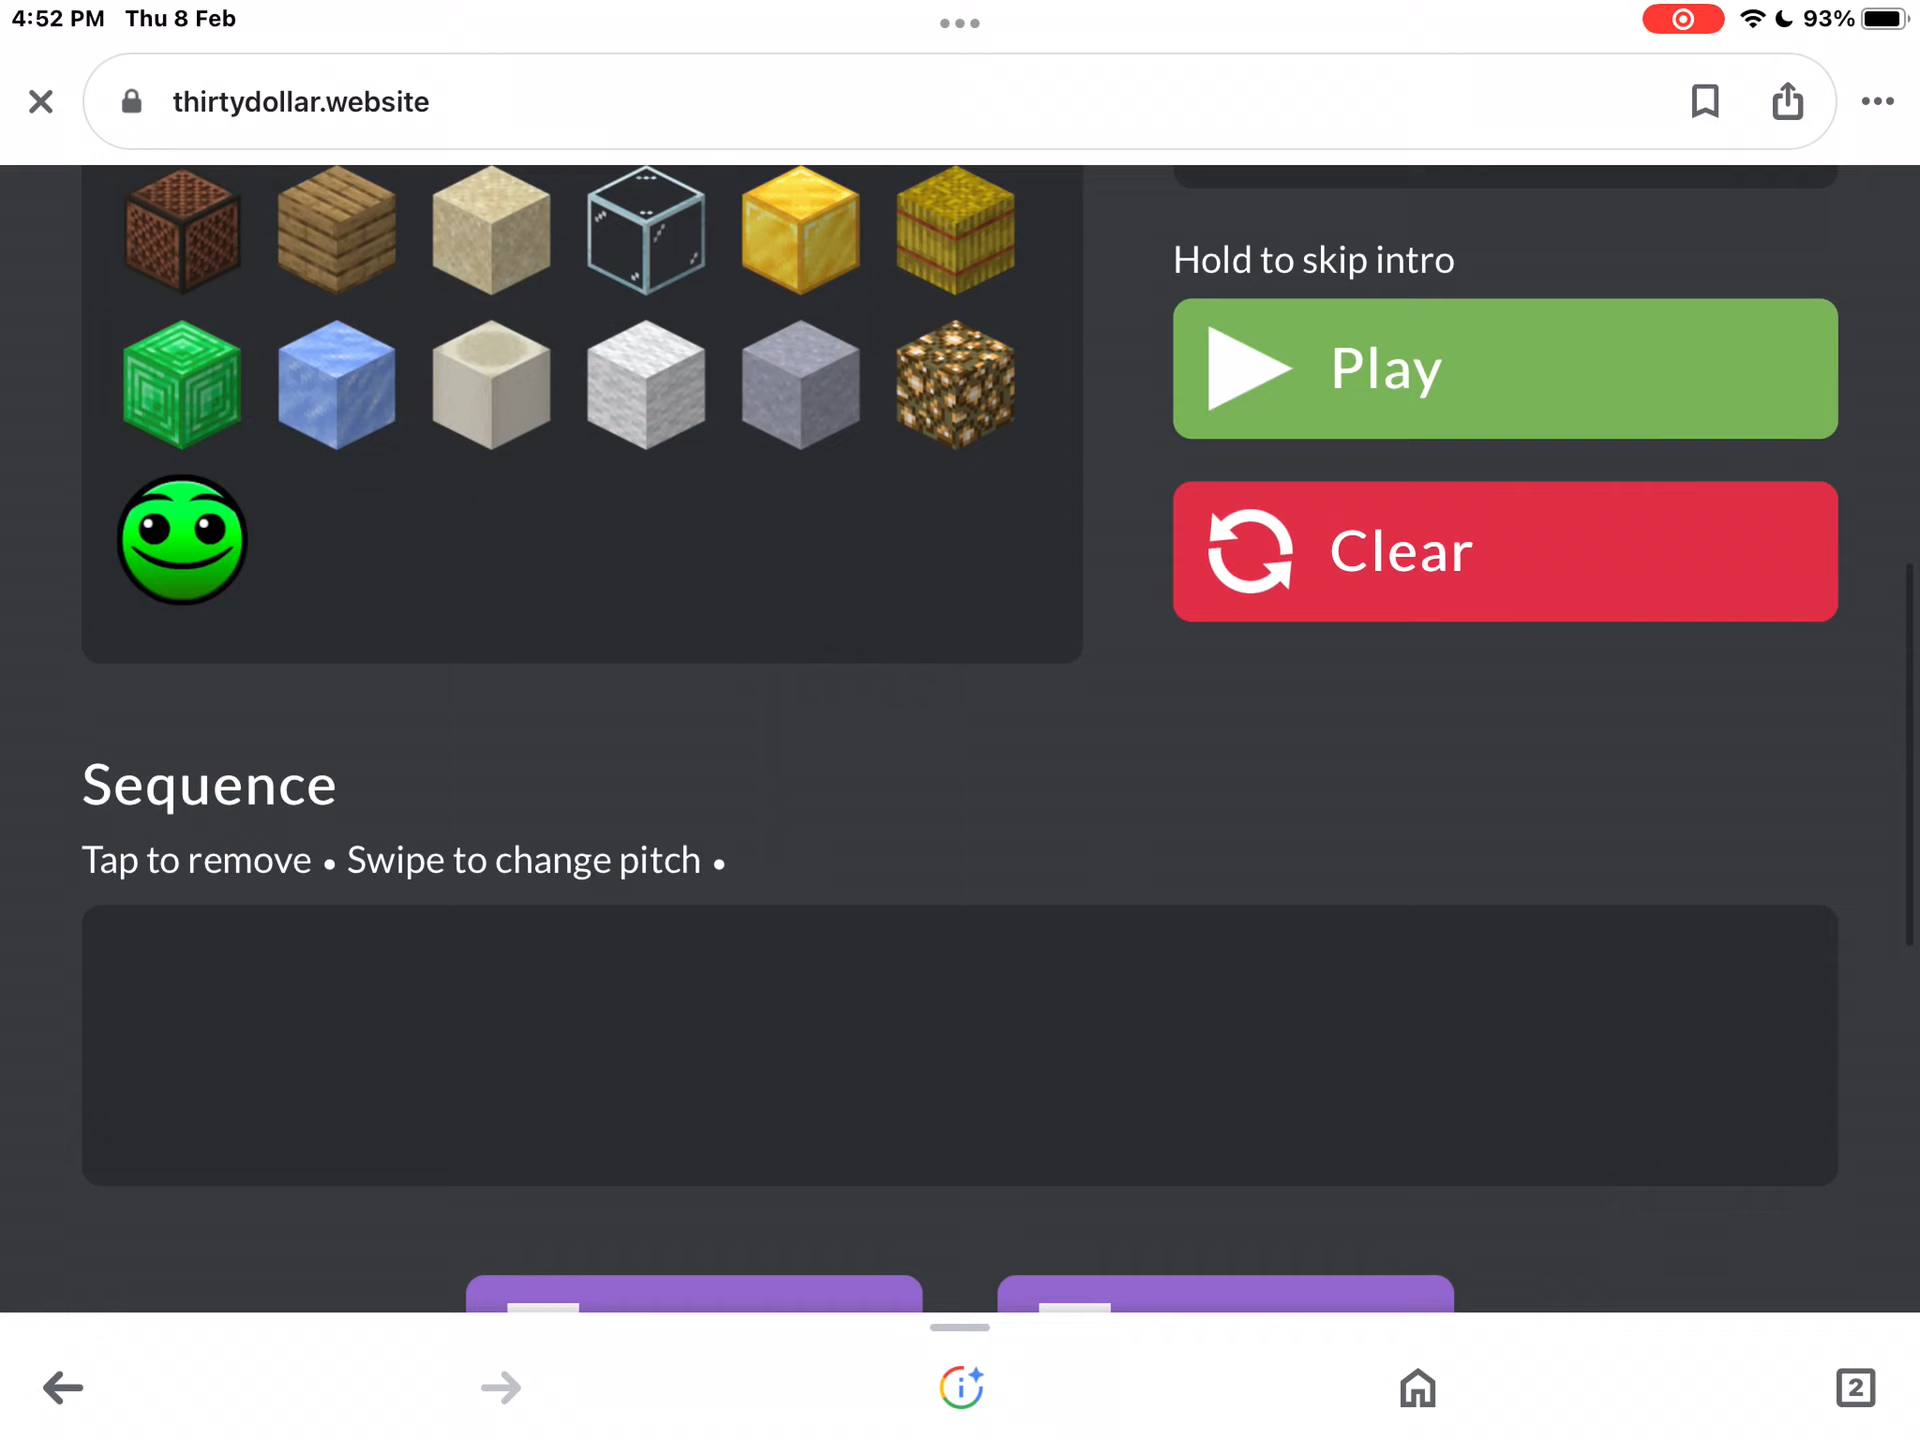 4:52 PM Thu 8 Feb
93%
thirtydollar.website
Hold to skip intro
Play
Clear
Sequence
Tap to remove • Swipe to change pitch •
2